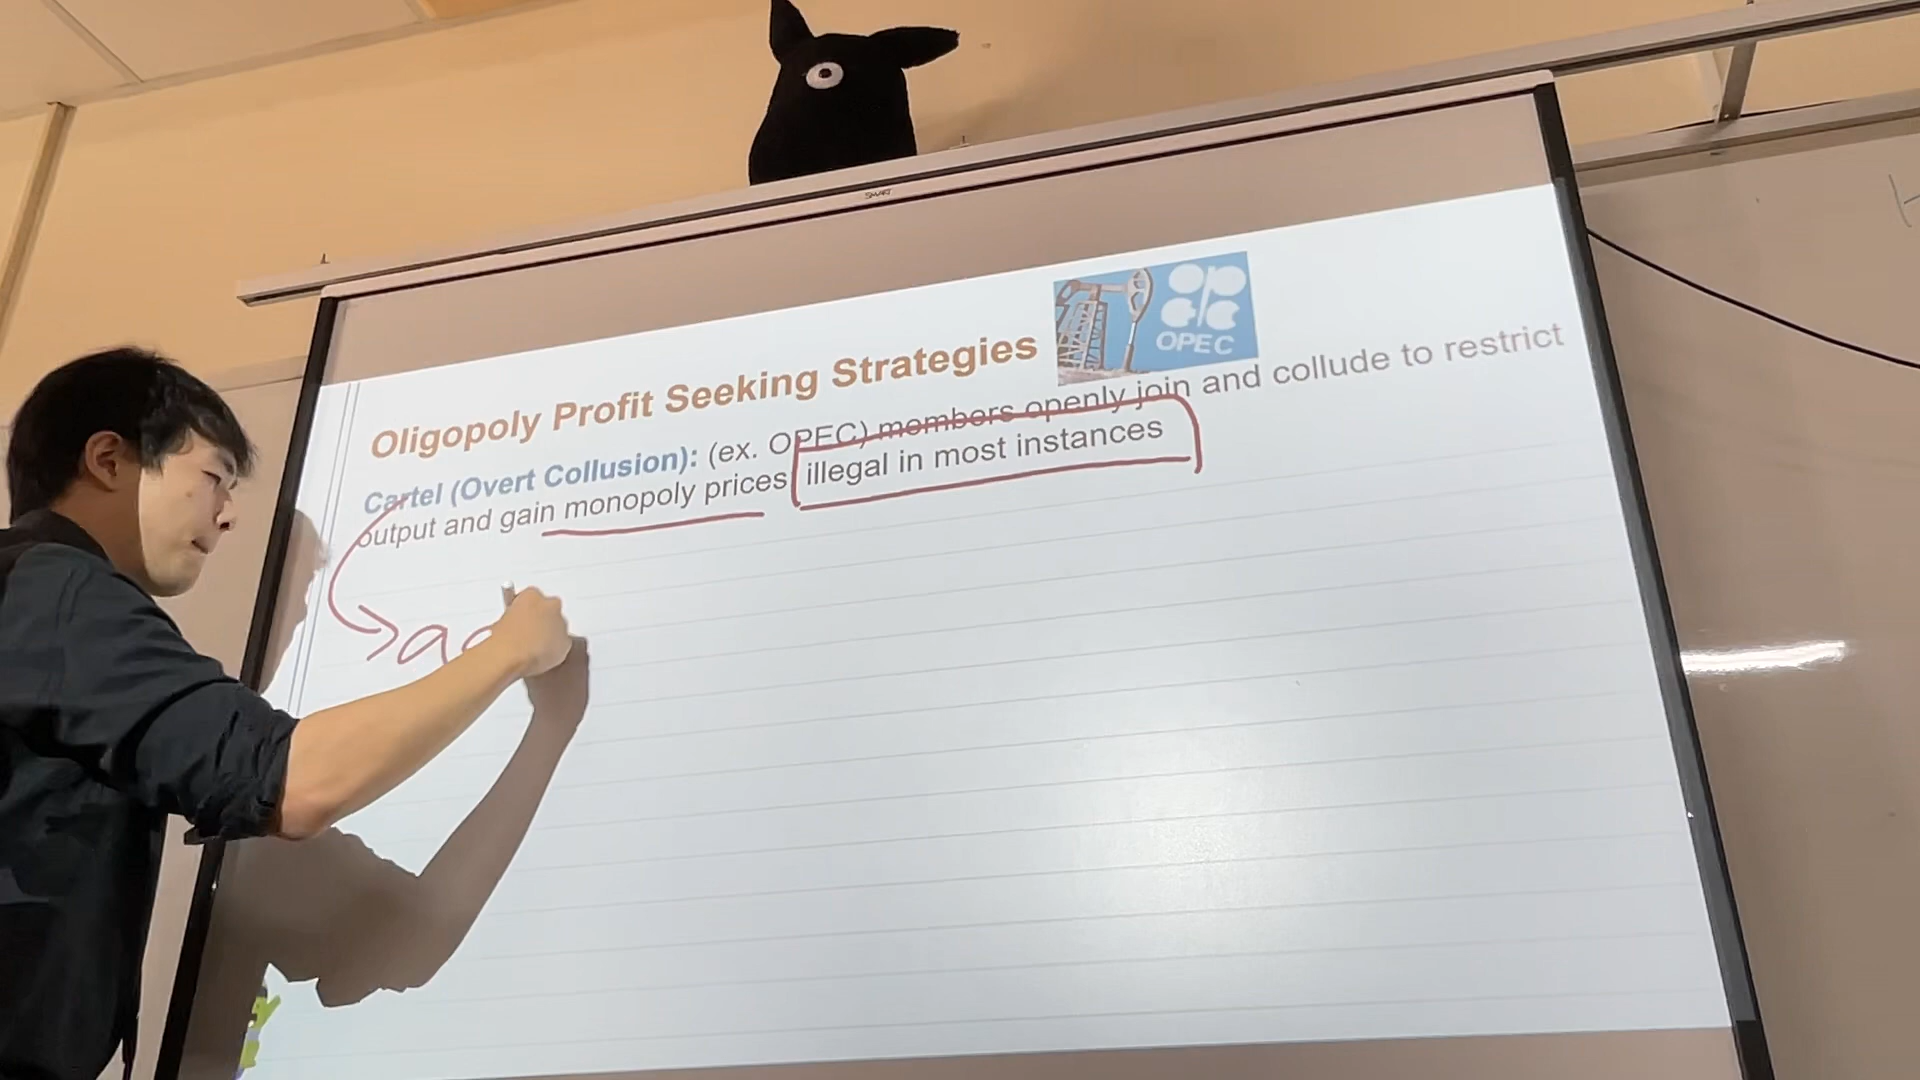 SMART
Oligopoly Profit Seeking Strategies
OPEC
Cartel (Overt Collusion): (ex. OPEC) members openly join and collude to restrict
output and gain monopoly prices illegal in most instances